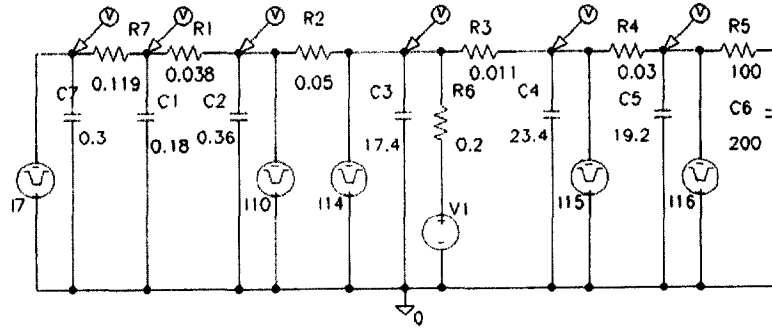 V V V V V V
R7 R1 R2 R3 R4 R5
0.119 0.038 0.05 0.011 0.03 100
C7 C1 C2 C3 R6 C4 C5 C6
0.3 0.18 0.36 17.4 0.2 23.4 19.2 200
I7 I10 I14 V1 I15 I16
0